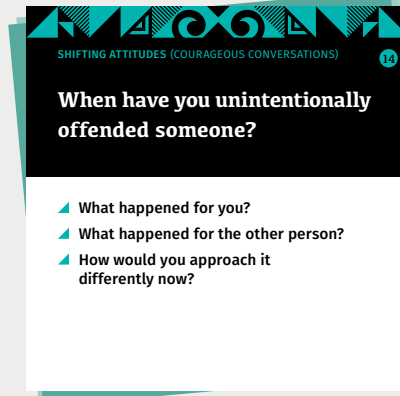 SHIFTING ATTITUDES (COURAGEOUS CONVERSATIONS)
14
When have you unintentionally
offended someone?
What happened for you?
What happened for the other person?
How would you approach it
differently now?